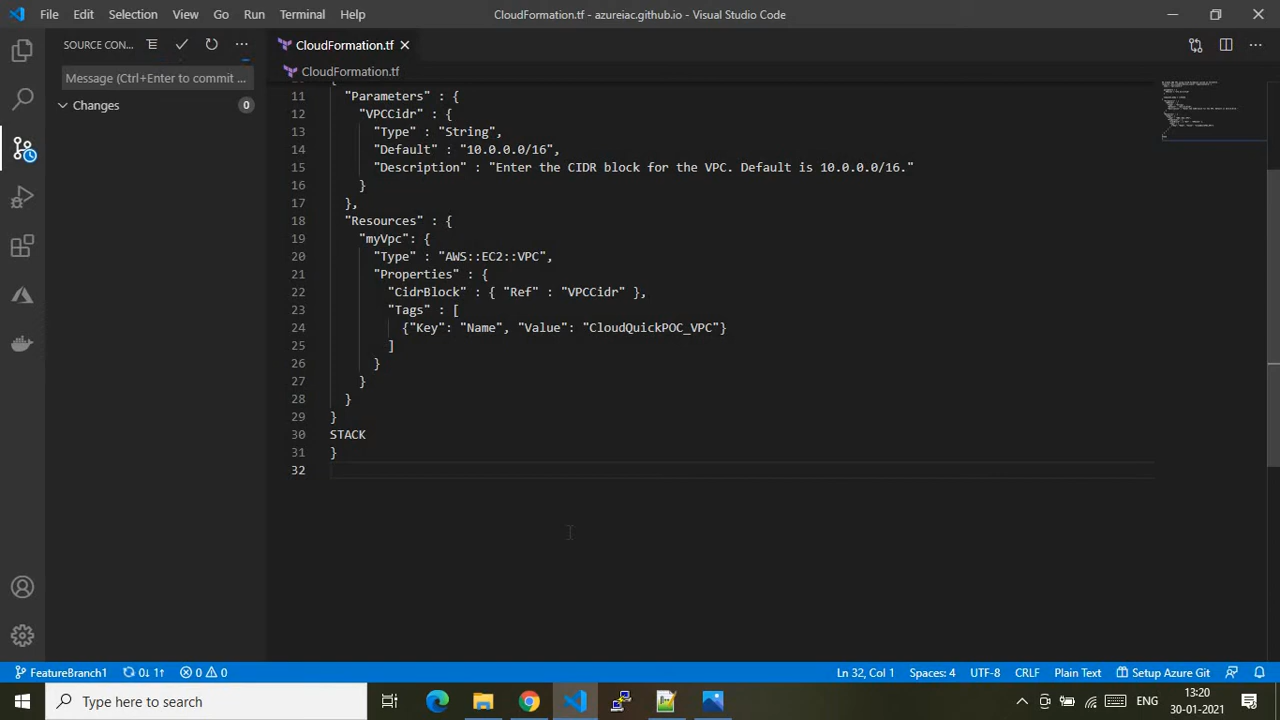 File Edit Selection View Go Run Terminal Help
CloudFormation.tf - azureiac.github.io - Visual Studio Code
SOURCE CON...
CloudFormation.tf
CloudFormation.tf
Message (Ctrl+Enter to commit ...
Changes 0
11 "Parameters" : {
12 "VPCCidr" : {
13 "Type" : "String",
14 "Default" : "10.0.0.0/16",
15 "Description" : "Enter the CIDR block for the VPC. Default is 10.0.0.0/16."
16 }
17 },
18 "Resources" : {
19 "myVpc": {
20 "Type" : "AWS::EC2::VPC",
21 "Properties" : {
22 "CidrBlock" : { "Ref" : "VPCCidr" },
23 "Tags" : [
24 {"Key": "Name", "Value": "CloudQuickPOC_VPC"}
25 ]
26 }
27 }
28 }
29 }
30 STACK
31 }
32
FeatureBranch1 0↓ 1↑ 0 0 Ln 32, Col 1 Spaces: 4 UTF-8 CRLF Plain Text Setup Azure Git
Type here to search
ENG
13:20
30-01-2021